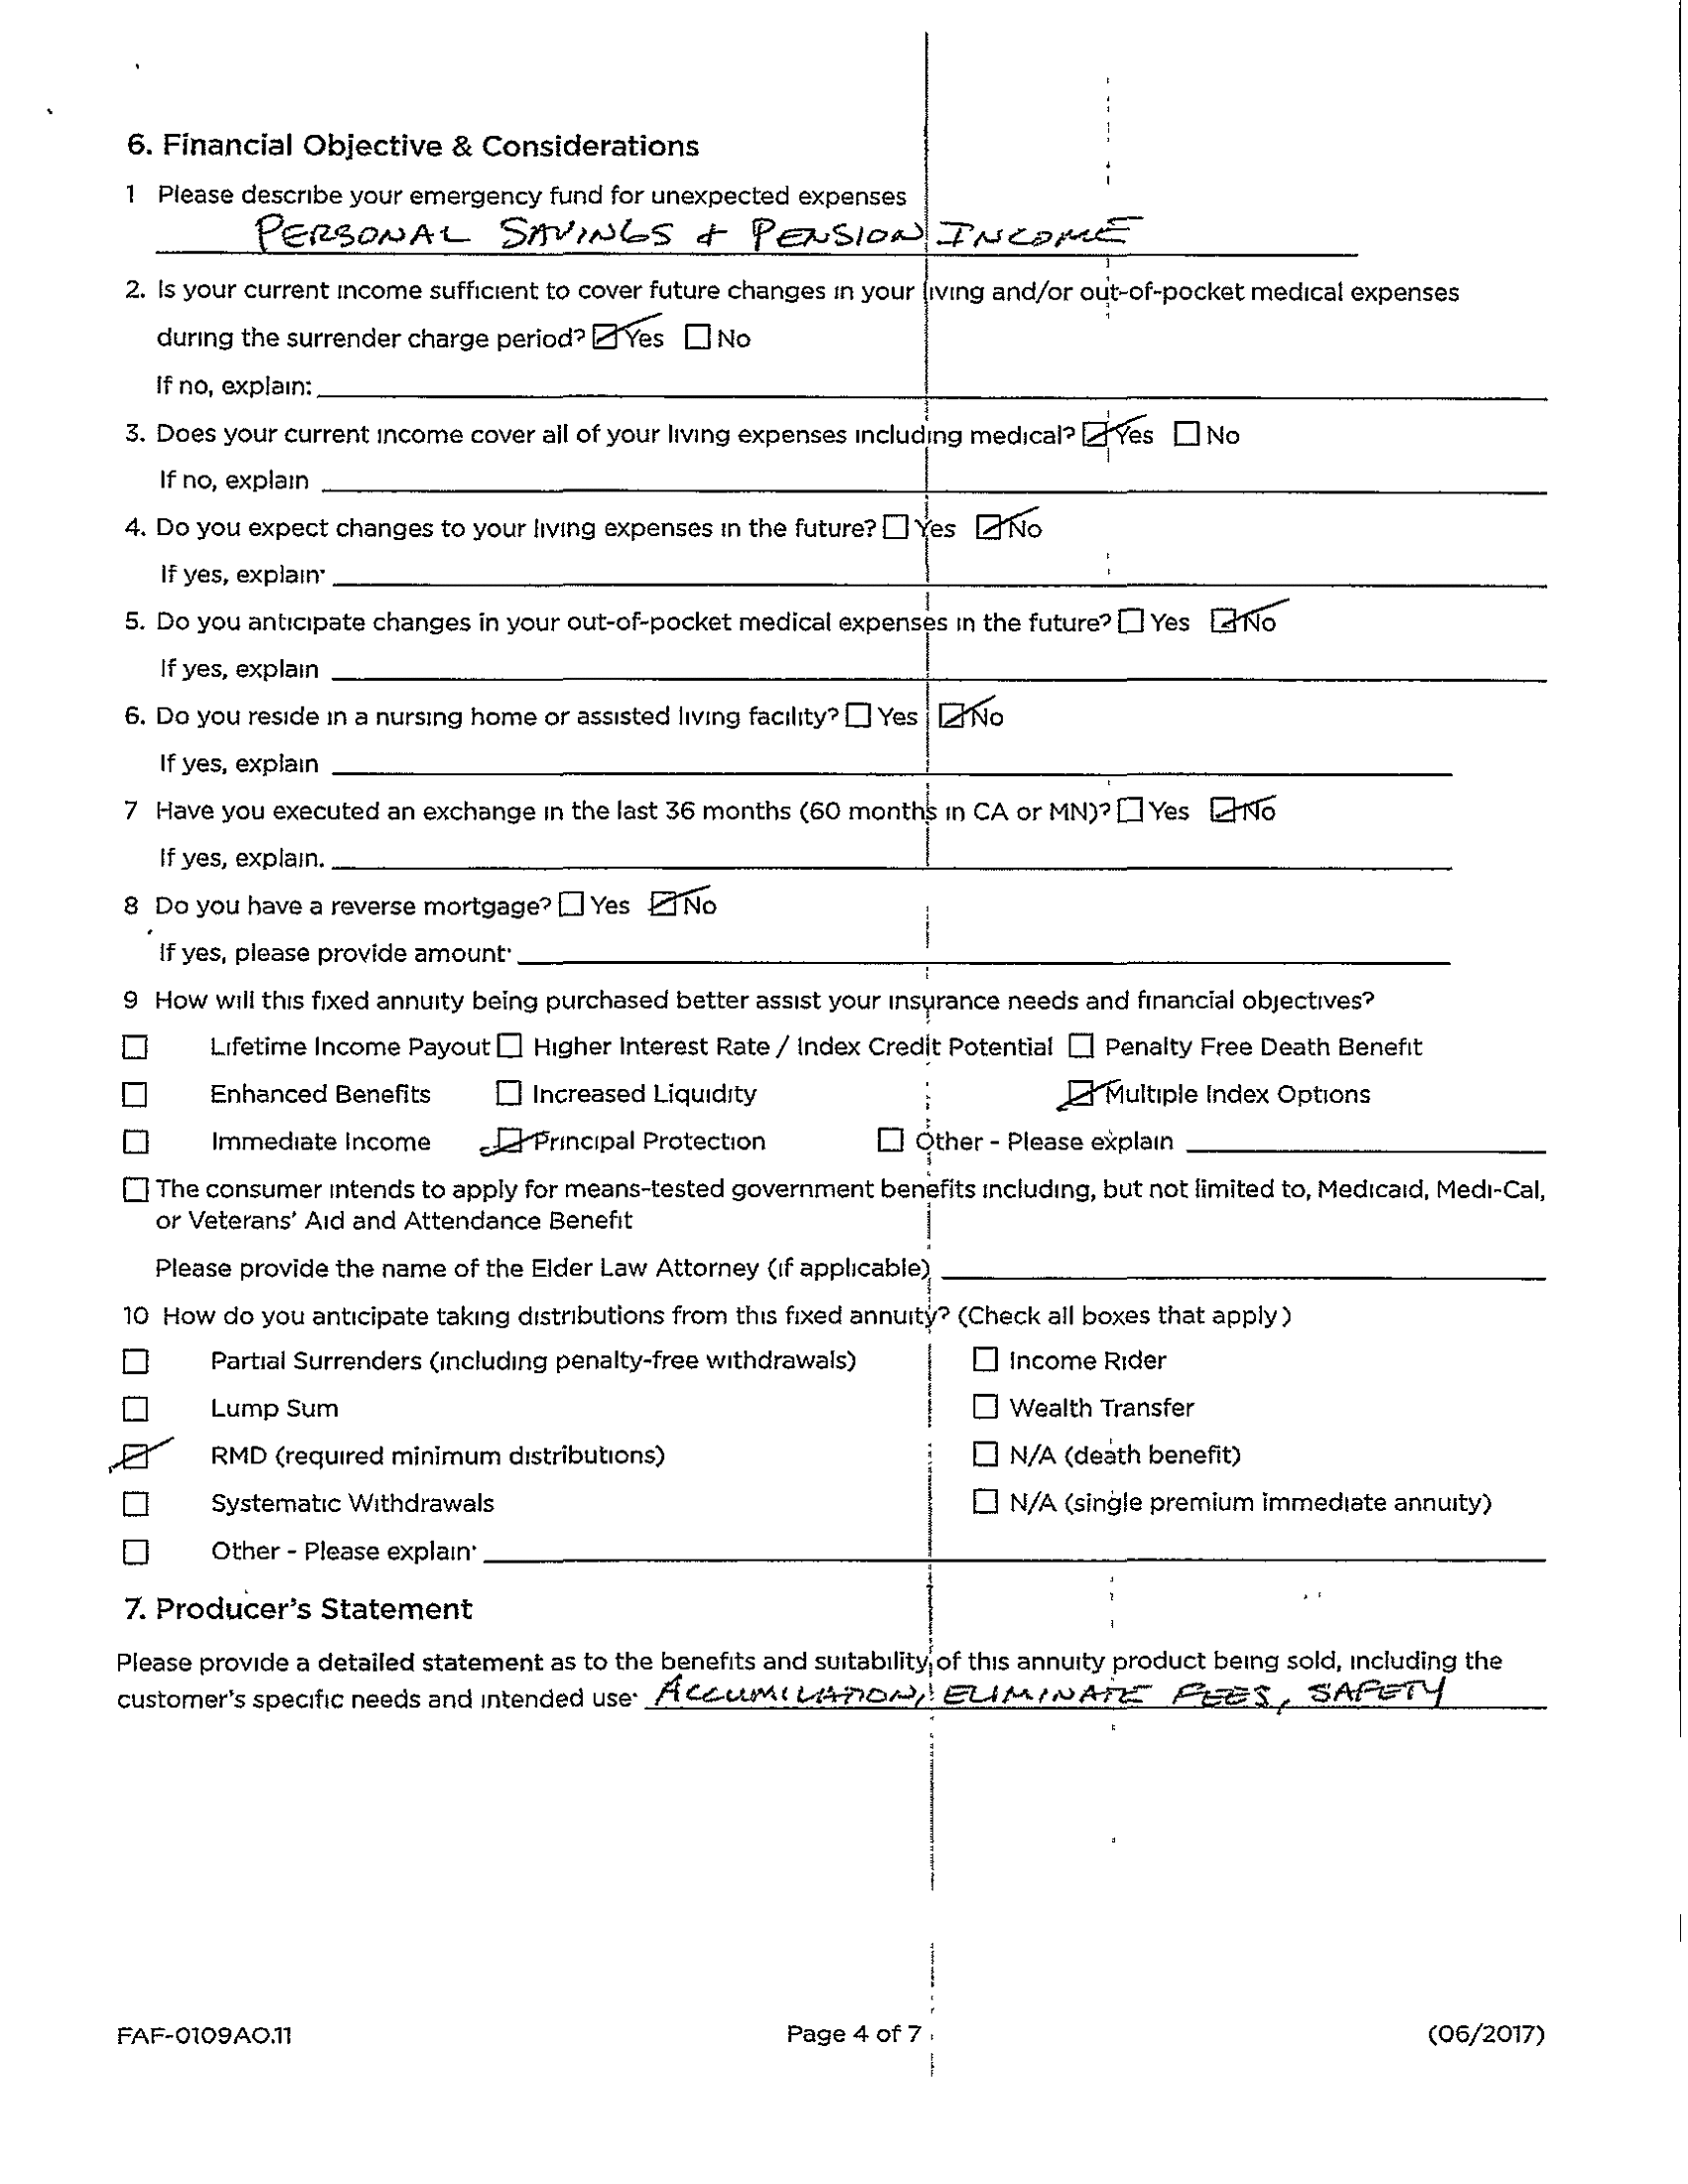 6. Financial Objective & Considerations
1 Please describe your emergency fund for unexpected expenses
PERSONAL SAVINGS + PENSION INCOME
2. Is your current income sufficient to cover future changes in your living and/or out-of-pocket medical expenses
during the surrender charge period? ☑ Yes ☐ No
If no, explain:
3. Does your current income cover all of your living expenses including medical? ☑ Yes ☐ No
If no, explain
4. Do you expect changes to your living expenses in the future? ☐ Yes ☑ No
If yes, explain·
5. Do you anticipate changes in your out-of-pocket medical expenses in the future? ☐ Yes ☑ No
If yes, explain
6. Do you reside in a nursing home or assisted living facility? ☐ Yes ☑ No
If yes, explain
7 Have you executed an exchange in the last 36 months (60 months in CA or MN)? ☐ Yes ☑ No
If yes, explain.
8 Do you have a reverse mortgage? ☐ Yes ☑ No
If yes, please provide amount·
9 How will this fixed annuity being purchased better assist your insurance needs and financial objectives?
☐ Lifetime Income Payout ☐ Higher Interest Rate / Index Credit Potential ☐ Penalty Free Death Benefit
☐ Enhanced Benefits ☐ Increased Liquidity ☑ Multiple Index Options
☐ Immediate Income ☑ Principal Protection ☐ Other - Please explain
☐ The consumer intends to apply for means-tested government benefits including, but not limited to, Medicaid, Medi-Cal,
or Veterans' Aid and Attendance Benefit
Please provide the name of the Elder Law Attorney (if applicable)
10 How do you anticipate taking distributions from this fixed annuity? (Check all boxes that apply)
☐ Partial Surrenders (including penalty-free withdrawals) ☐ Income Rider
☐ Lump Sum ☐ Wealth Transfer
☑ RMD (required minimum distributions) ☐ N/A (death benefit)
☐ Systematic Withdrawals ☐ N/A (single premium immediate annuity)
☐ Other - Please explain·
7. Producer's Statement
Please provide a detailed statement as to the benefits and suitability of this annuity product being sold, including the
customer's specific needs and intended use· ACCUMULATION, ELIMINATE FEES, SAFETY
FAF-0109AO.11 Page 4 of 7 (06/2017)